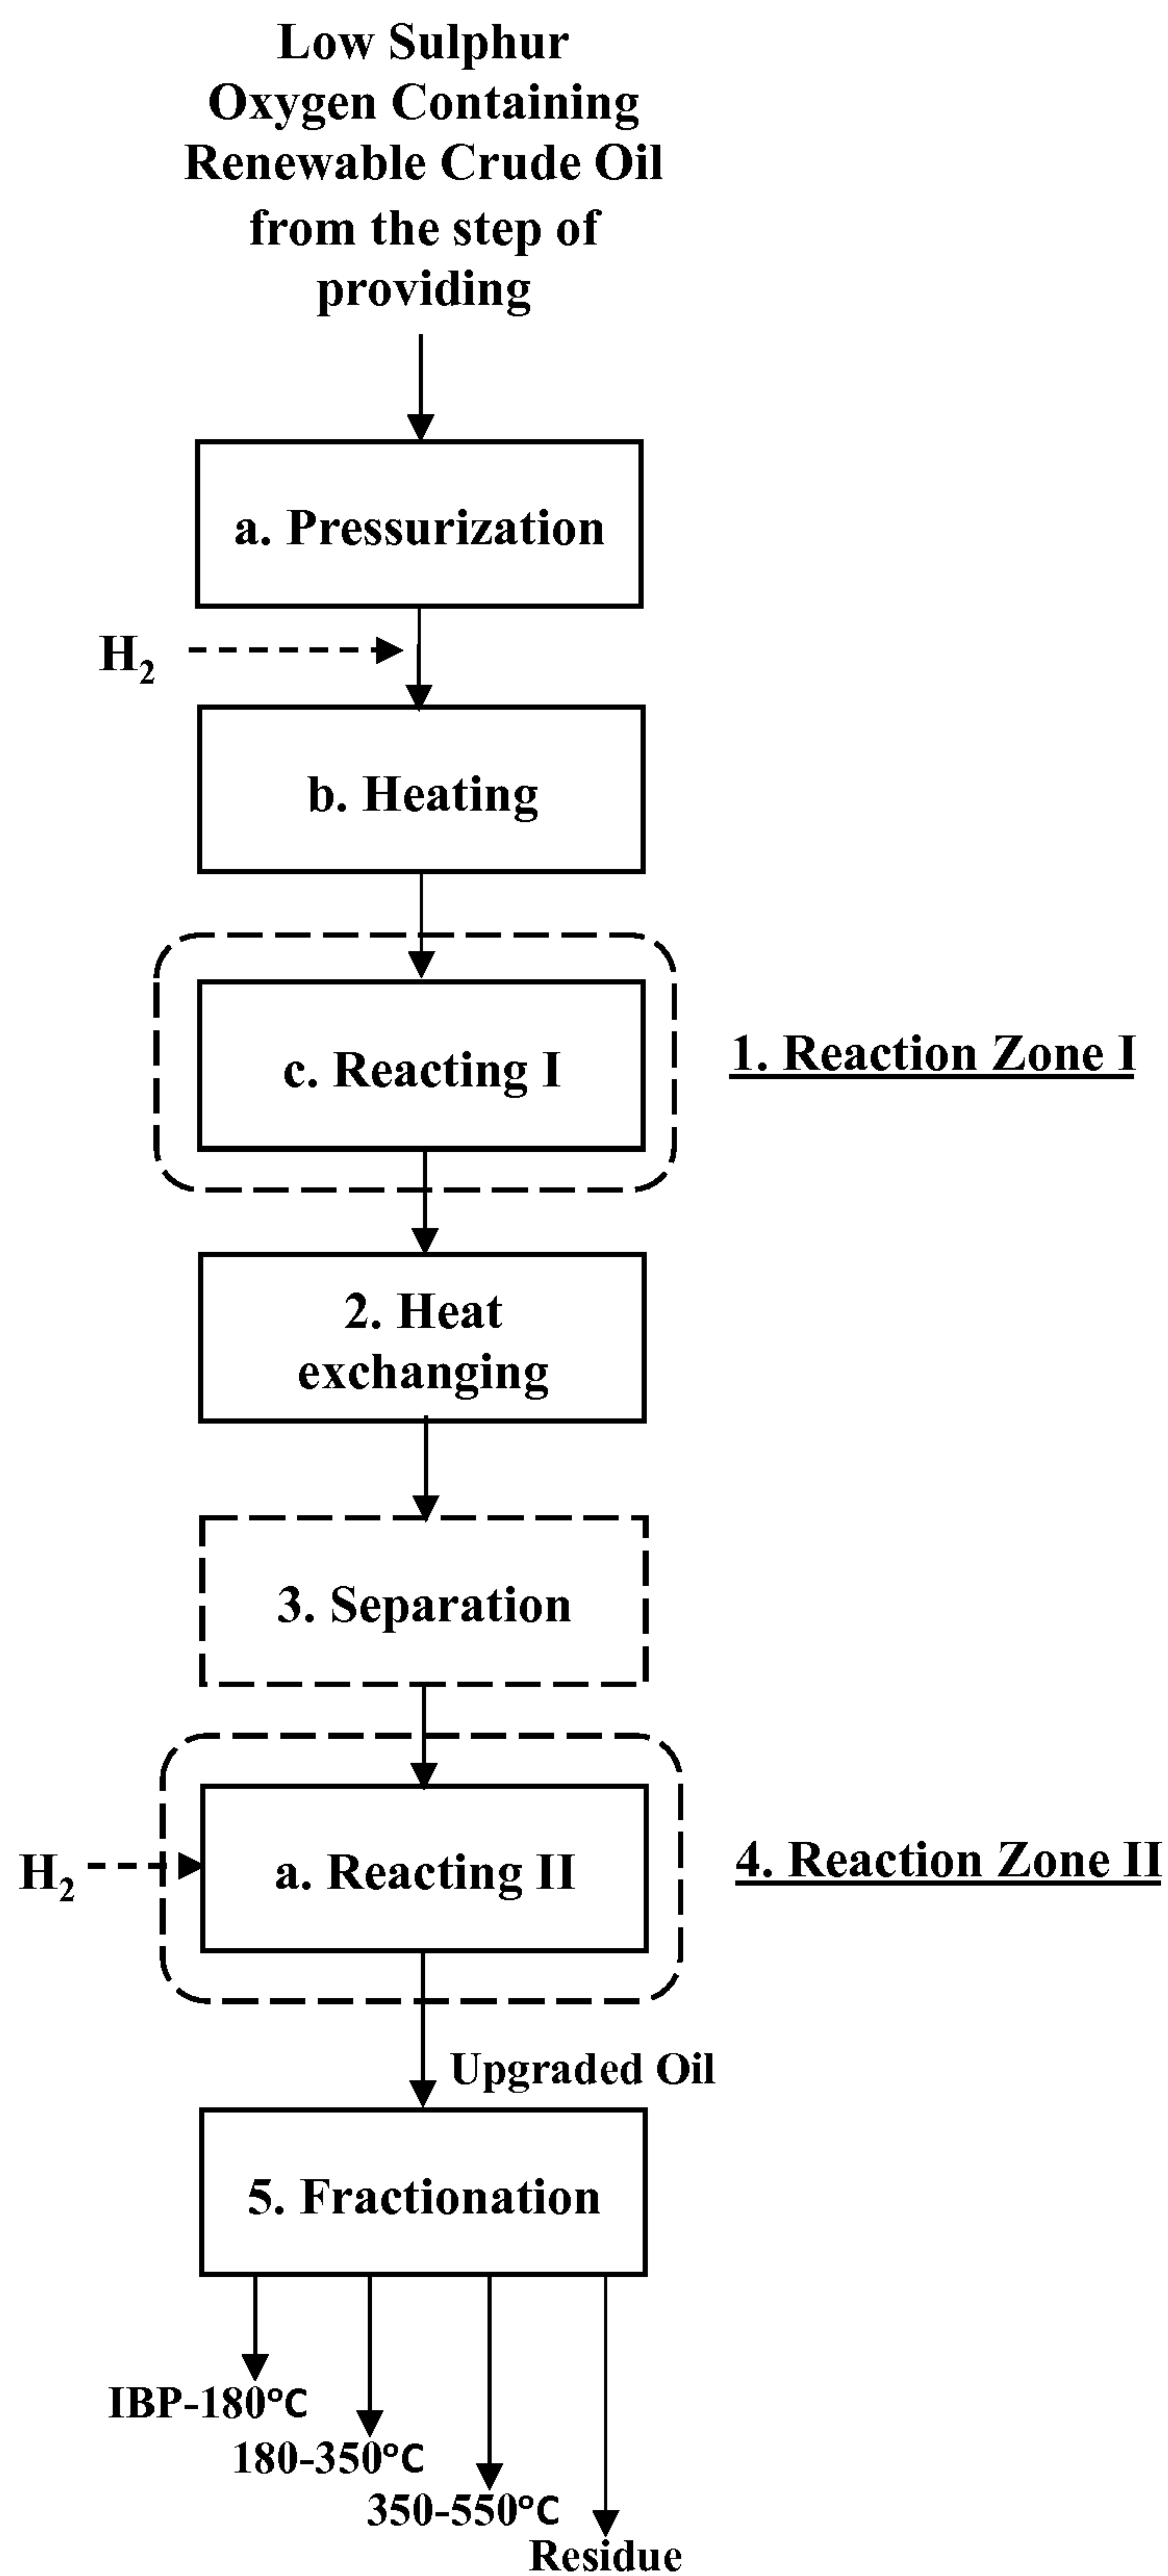 Low Sulphur
Oxygen Containing
Renewable Crude Oil
from the step of
providing
a. Pressurization
H₂
b. Heating
c. Reacting I
1. Reaction Zone I
2. Heat
exchanging
3. Separation
H₂
a. Reacting II
4. Reaction Zone II
Upgraded Oil
5. Fractionation
IBP-180°C
180-350°C
350-550°C
Residue